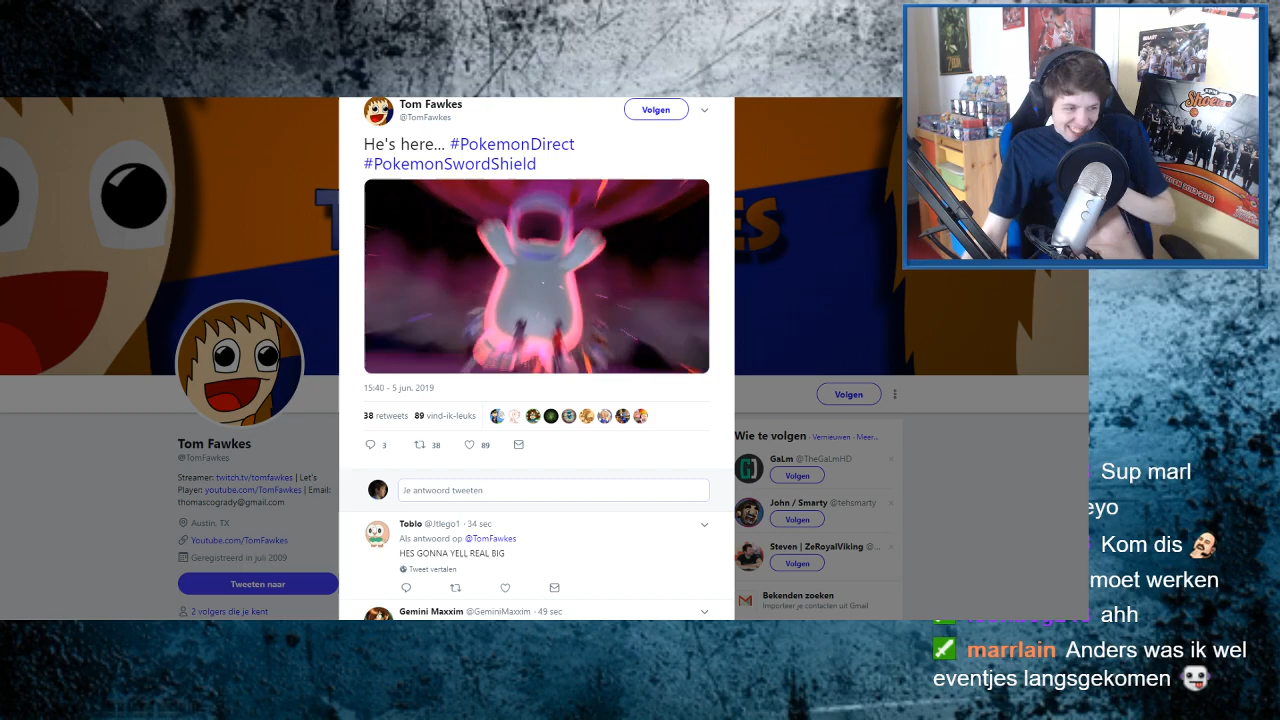 Tom Fawkes
@TomFawkes
Volgen
He's here... #PokemonDirect
#PokemonSwordShield
15:40 - 5 jun. 2019
38 retweets 89 vind-ik-leuks
3 38 89
Je antwoord tweeten
Toblo @Jtlego1 · 34 sec
Als antwoord op @TomFawkes
HES GONNA YELL REAL BIG
Tweet vertalen
Gemini Maxxim @GeminiMaxxim · 49 sec
Tom Fawkes
@TomFawkes
Streamer: twitch.tv/tomfawkes | Let's
Player: youtube.com/TomFawkes | Email:
thomascogrady@gmail.com
Austin, TX
YouTube.com/TomFawkes
Geregistreerd in juli 2009
Tweeten naar
2 volgers die je kent
Volgen
Wie te volgen · Vernieuwen · Meer...
GaLm @TheGaLmHD
Volgen
John / Smarty @tehsmarty
Volgen
Steven | ZeRoyalViking @...
Volgen
Bekenden zoeken
Importeer je contacten uit Gmail
Shoeters
Sup marl
eyo
Kom dis
moet werken
ahh
marrlain Anders was ik wel
eventjes langsgekomen